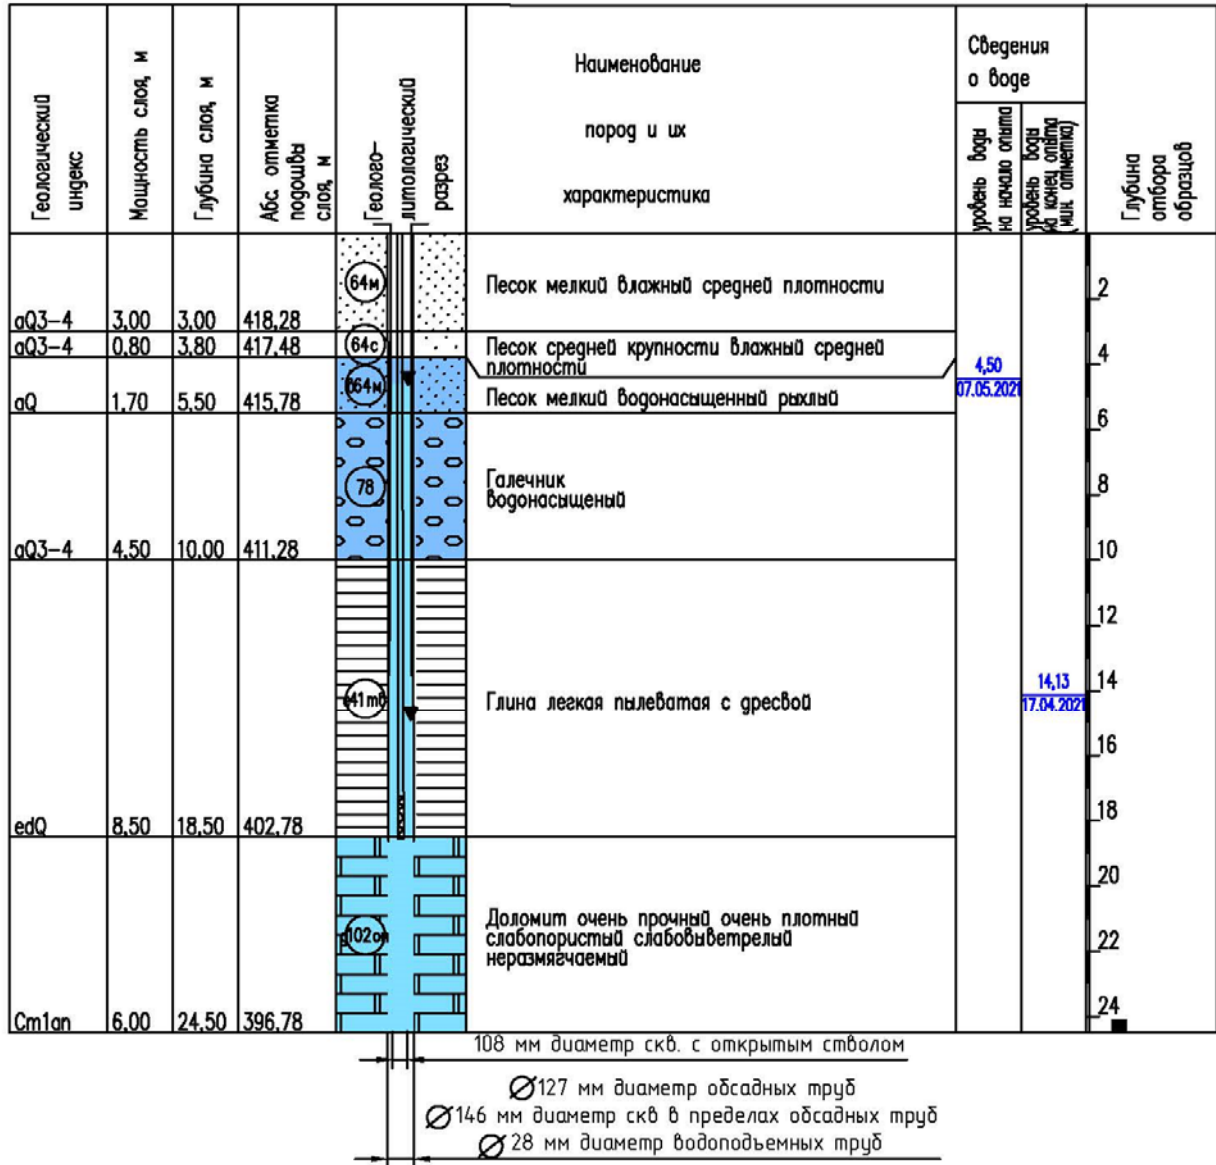 Геологический
индекс
Мощность слоя, м
Глубина слоя, м
Абс. отметка
подошвы
слоя, м
Геолого-
литологический
разрез
Наименование
пород и их
характеристика
Сведения
о воде
уровень воды
на начало опыта
уровень воды
на конец опыта
(мин. отметка)
Глубина
отбора
образцов
64м
Песок мелкий влажный средней плотности
2
aQ3-4 3,00 3,00 418,28
aQ3-4 0,80 3,80 417,48
64с
Песок средней крупности влажный средней
плотности
4,50
07.05.2021
4
в64м
aQ 1,70 5,50 415,78
Песок мелкий водонасыщенный рыхлый
6
78
Галечник
водонасыщеный
8
aQ3-4 4,50 10,00 411,28
10
12
14,13
17.04.2021
14
Глина легкая пылеватая с дресвой
16
18
edQ 8,50 18,50 402,78
20
Доломит очень прочный очень плотный
слабопористый слабовыветрелый
неразмягчаемый
22
24
Cm1an 6,00 24,50 396,78
108 мм диаметр скв. с открытым стволом
Ø127 мм диаметр обсадных труб
Ø146 мм диаметр скв в пределах обсадных труб
Ø 28 мм диаметр водоподъемных труб